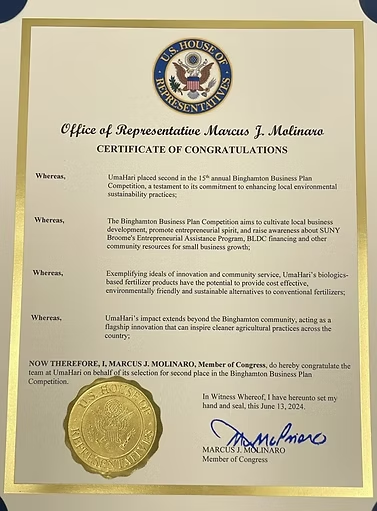 U.S. HOUSE OF
REPRESENTATIVES
Office of Representative Marcus J. Molinaro
CERTIFICATE OF CONGRATULATIONS
Whereas, UmaHari placed second in the 15th annual Binghamton Business Plan
Competition, a testament to its commitment to enhancing local environmental
sustainability practices;
Whereas, The Binghamton Business Plan Competition aims to cultivate local business
development, promote entrepreneurial spirit, and raise awareness about SUNY
Broome's Entrepreneurial Assistance Program, BLDC financing and other
community resources for small business growth;
Whereas, Exemplifying ideals of innovation and community service, UmaHari's biologics-
based fertilizer products have the potential to provide cost effective,
environmentally friendly and sustainable alternatives to conventional fertilizers;
Whereas, UmaHari's impact extends beyond the Binghamton community, acting as a
flagship innovation that can inspire cleaner agricultural practices across the
country;
NOW THEREFORE, I, MARCUS J. MOLINARO, Member of Congress, do hereby congratulate the
team at UmaHari on behalf of its selection for second place in the Binghamton Business Plan
Competition.
In Witness Whereof, I have hereunto set my
hand and seal, this June 13, 2024.
U.S. HOUSE OF
REPRESENTATIVES
MARCUS J. MOLINARO
Member of Congress